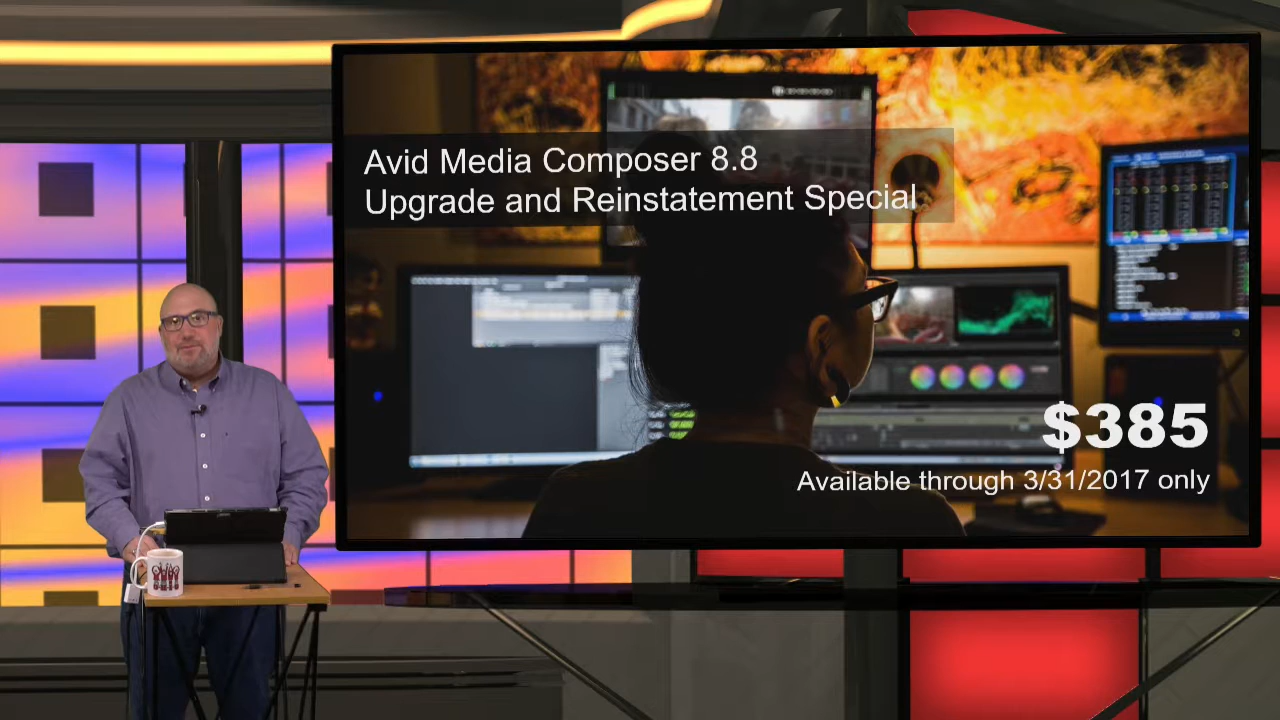 Avid Media Composer 8.8
Upgrade and Reinstatement Special
$385
Available through 3/31/2017 only